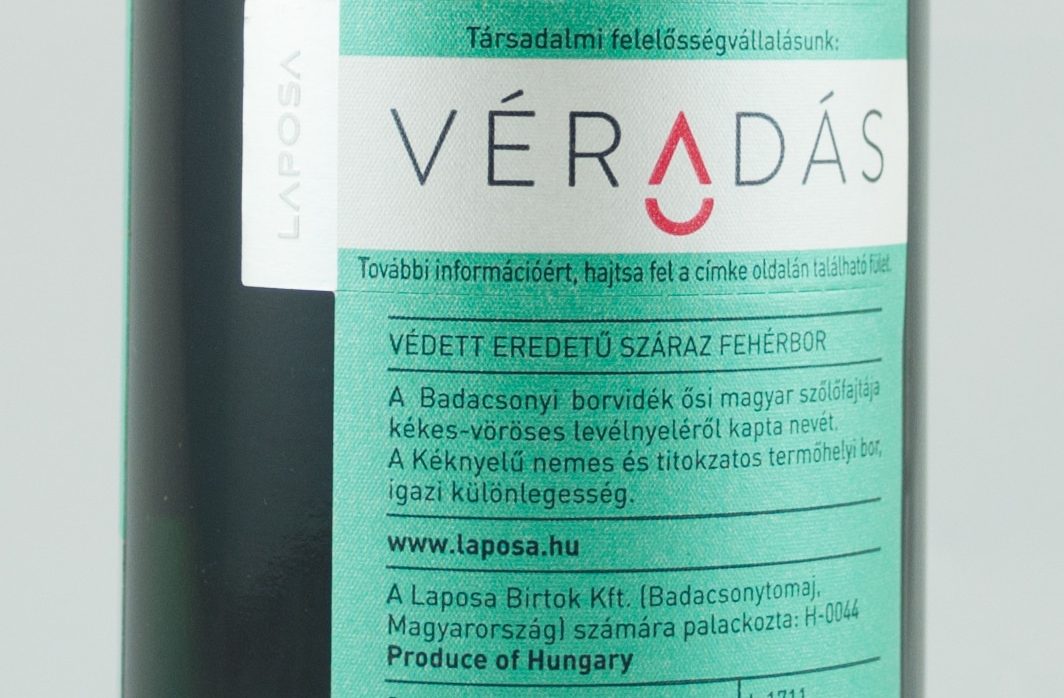 LAPOSA
Társadalmi felelősségvállalásunk:
VÉRADÁS
További információért, hajtsa fel a címke oldalán található fület.
VÉDETT EREDETŰ SZÁRAZ FEHÉRBOR
A Badacsonyi borvidék ősi magyar szőlőfajtája
kékes-vöröses levélnyeléről kapta nevét.
A Kéknyelű nemes és titokzatos termőhelyi bor,
igazi különlegesség.
www.laposa.hu
A Laposa Birtok Kft. (Badacsonytomaj,
Magyarország) számára palackozta: H-0044
Produce of Hungary